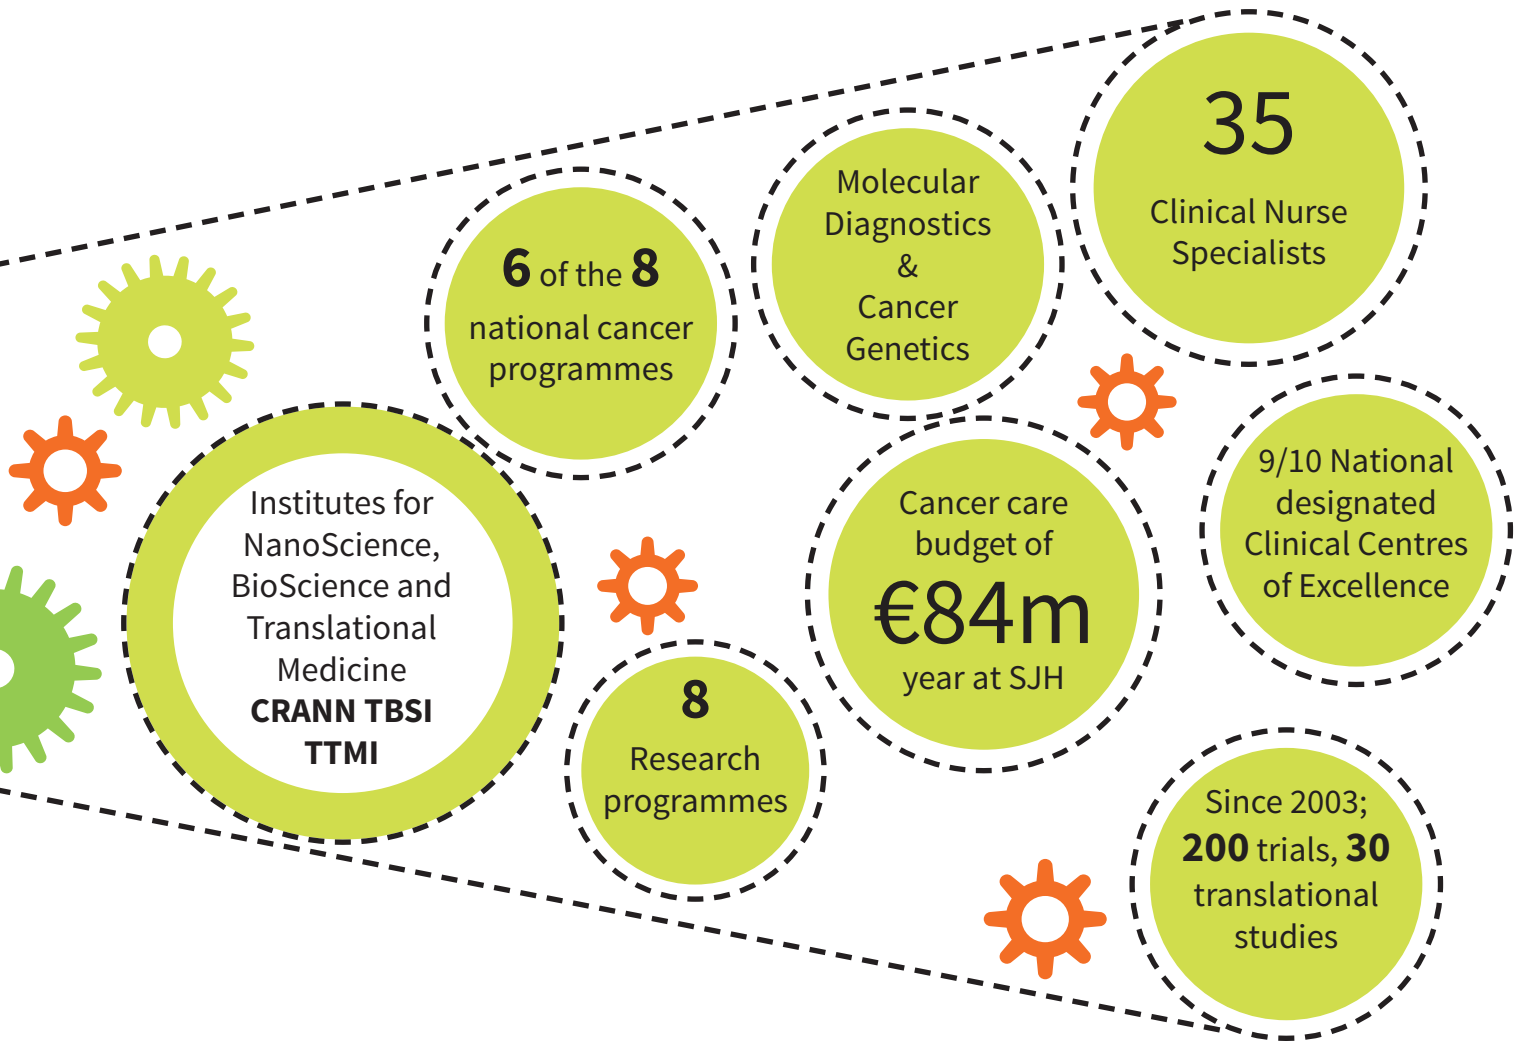 35
Clinical Nurse
Specialists
Molecular
Diagnostics
&
Cancer
Genetics
6 of the 8
national cancer
programmes
9/10 National
designated
Clinical Centres
of Excellence
Cancer care
budget of
€84m
year at SJH
Institutes for
NanoScience,
BioScience and
Translational
Medicine
CRANN TBSI
TTMI
8
Research
programmes
Since 2003;
200 trials, 30
translational
studies